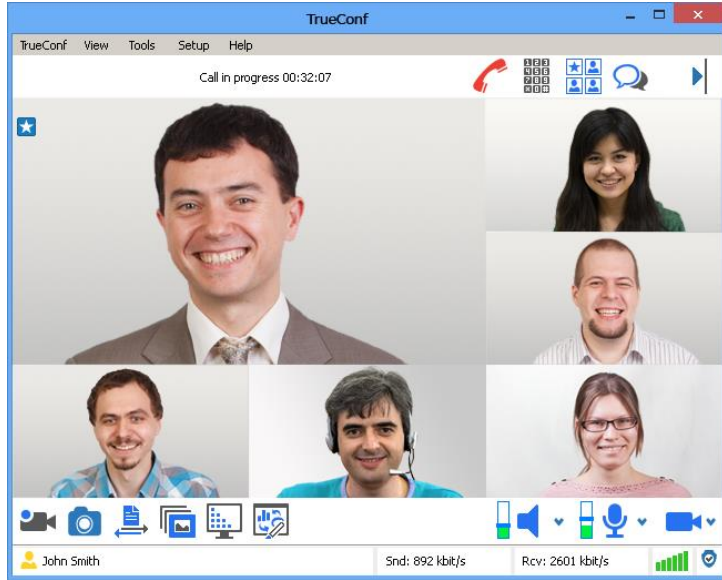 TrueConf
TrueConf View Tools Setup Help
Call in progress 00:32:07
John Smith Snd: 892 kbit/s Rcv: 2601 kbit/s